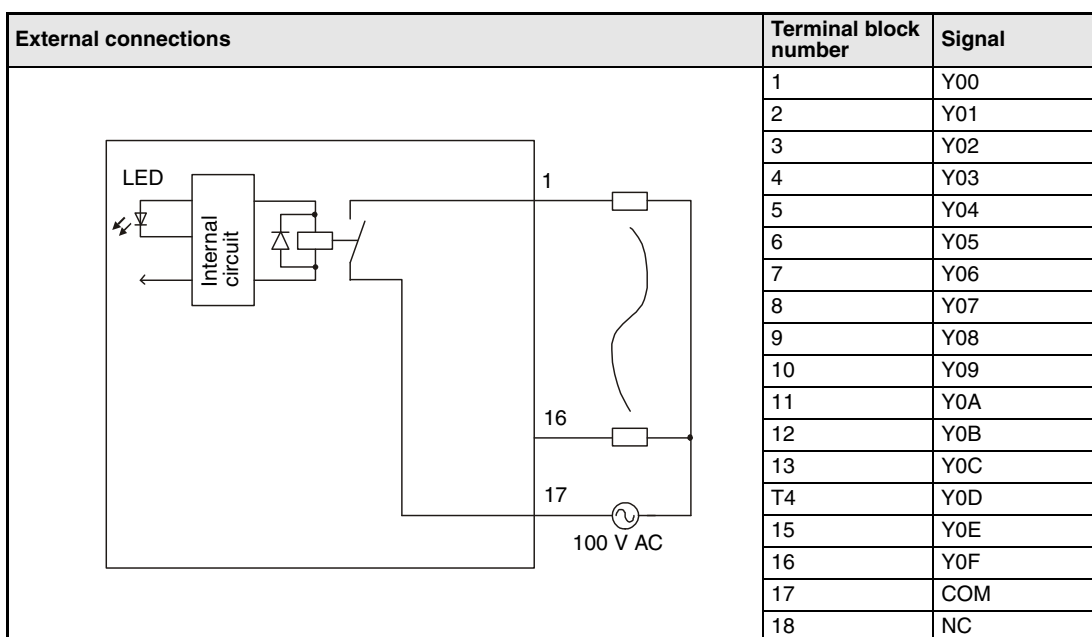 External connections Terminal block number Signal
LED
Internal circuit
1
16
17
100 V AC
1 Y00
2 Y01
3 Y02
4 Y03
5 Y04
6 Y05
7 Y06
8 Y07
9 Y08
10 Y09
11 Y0A
12 Y0B
13 Y0C
T4 Y0D
15 Y0E
16 Y0F
17 COM
18 NC